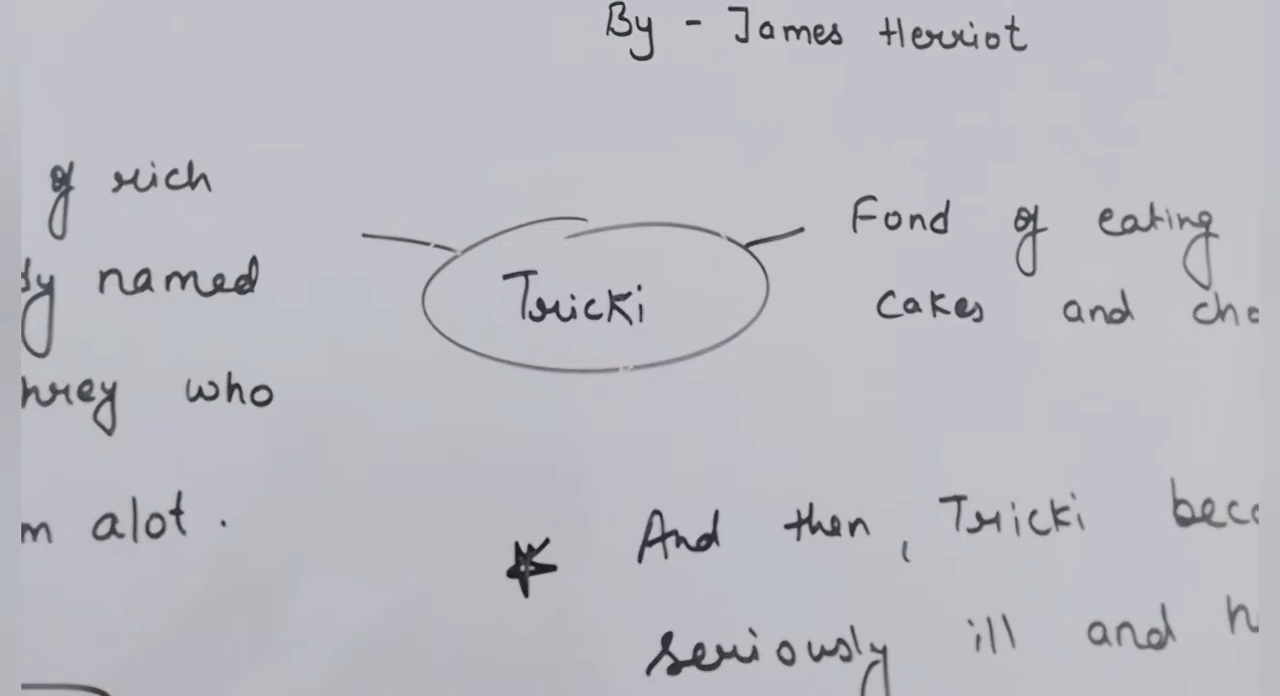 By - James Herriot
of rich
named
who
alot.
Tricki
Fond of eating
cakes and
And then, Tricki
seriously ill and